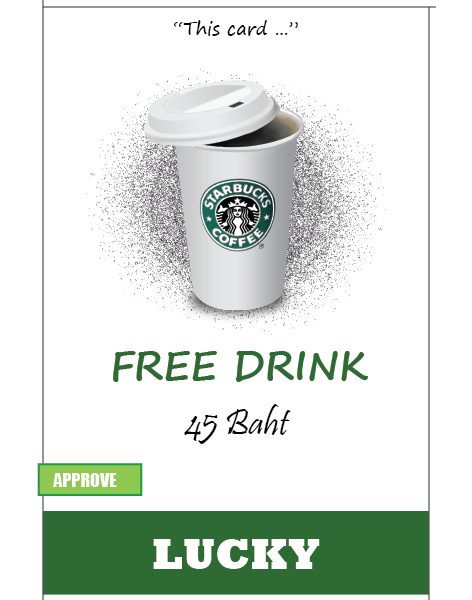 “This card ...”
STARBUCKS
COFFEE
®
FREE DRINK
45 Baht
APPROVE
LUCKY